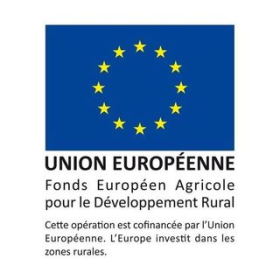 UNION EUROPÉENNE
Fonds Européen Agricole
pour le Développement Rural
Cette opération est cofinancée par l'Union
Européenne. L'Europe investit dans les
zones rurales.